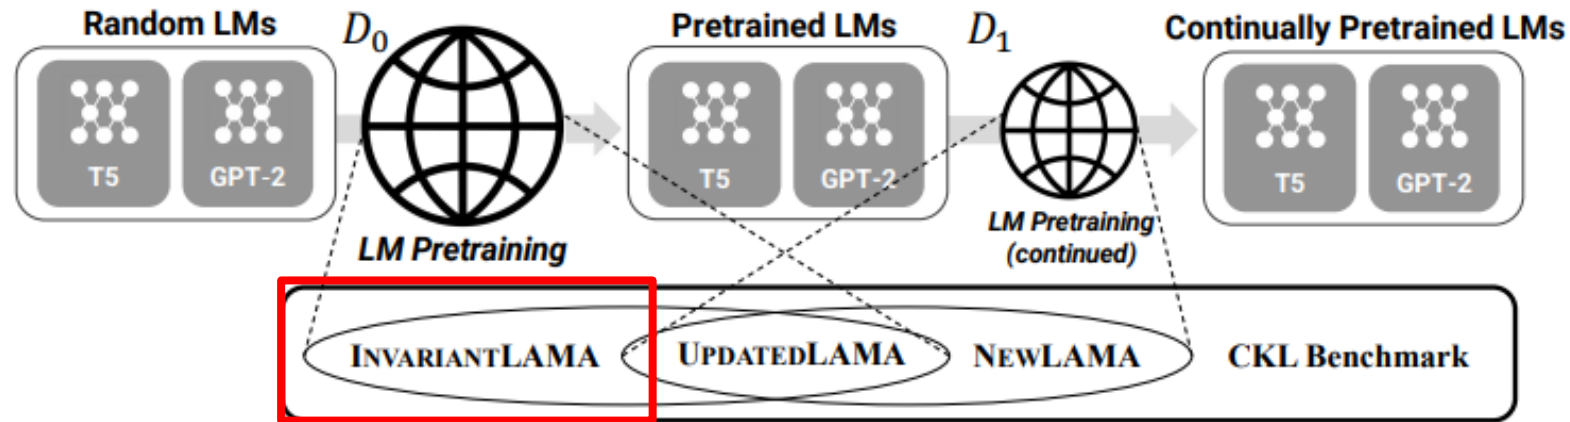 Random LMs
D0
Pretrained LMs
D1
Continually Pretrained LMs
T5
GPT-2
T5
GPT-2
T5
GPT-2
LM Pretraining
LM Pretraining
(continued)
INVARIANTLAMA
UPDATEDLAMA
NEWLAMA
CKL Benchmark